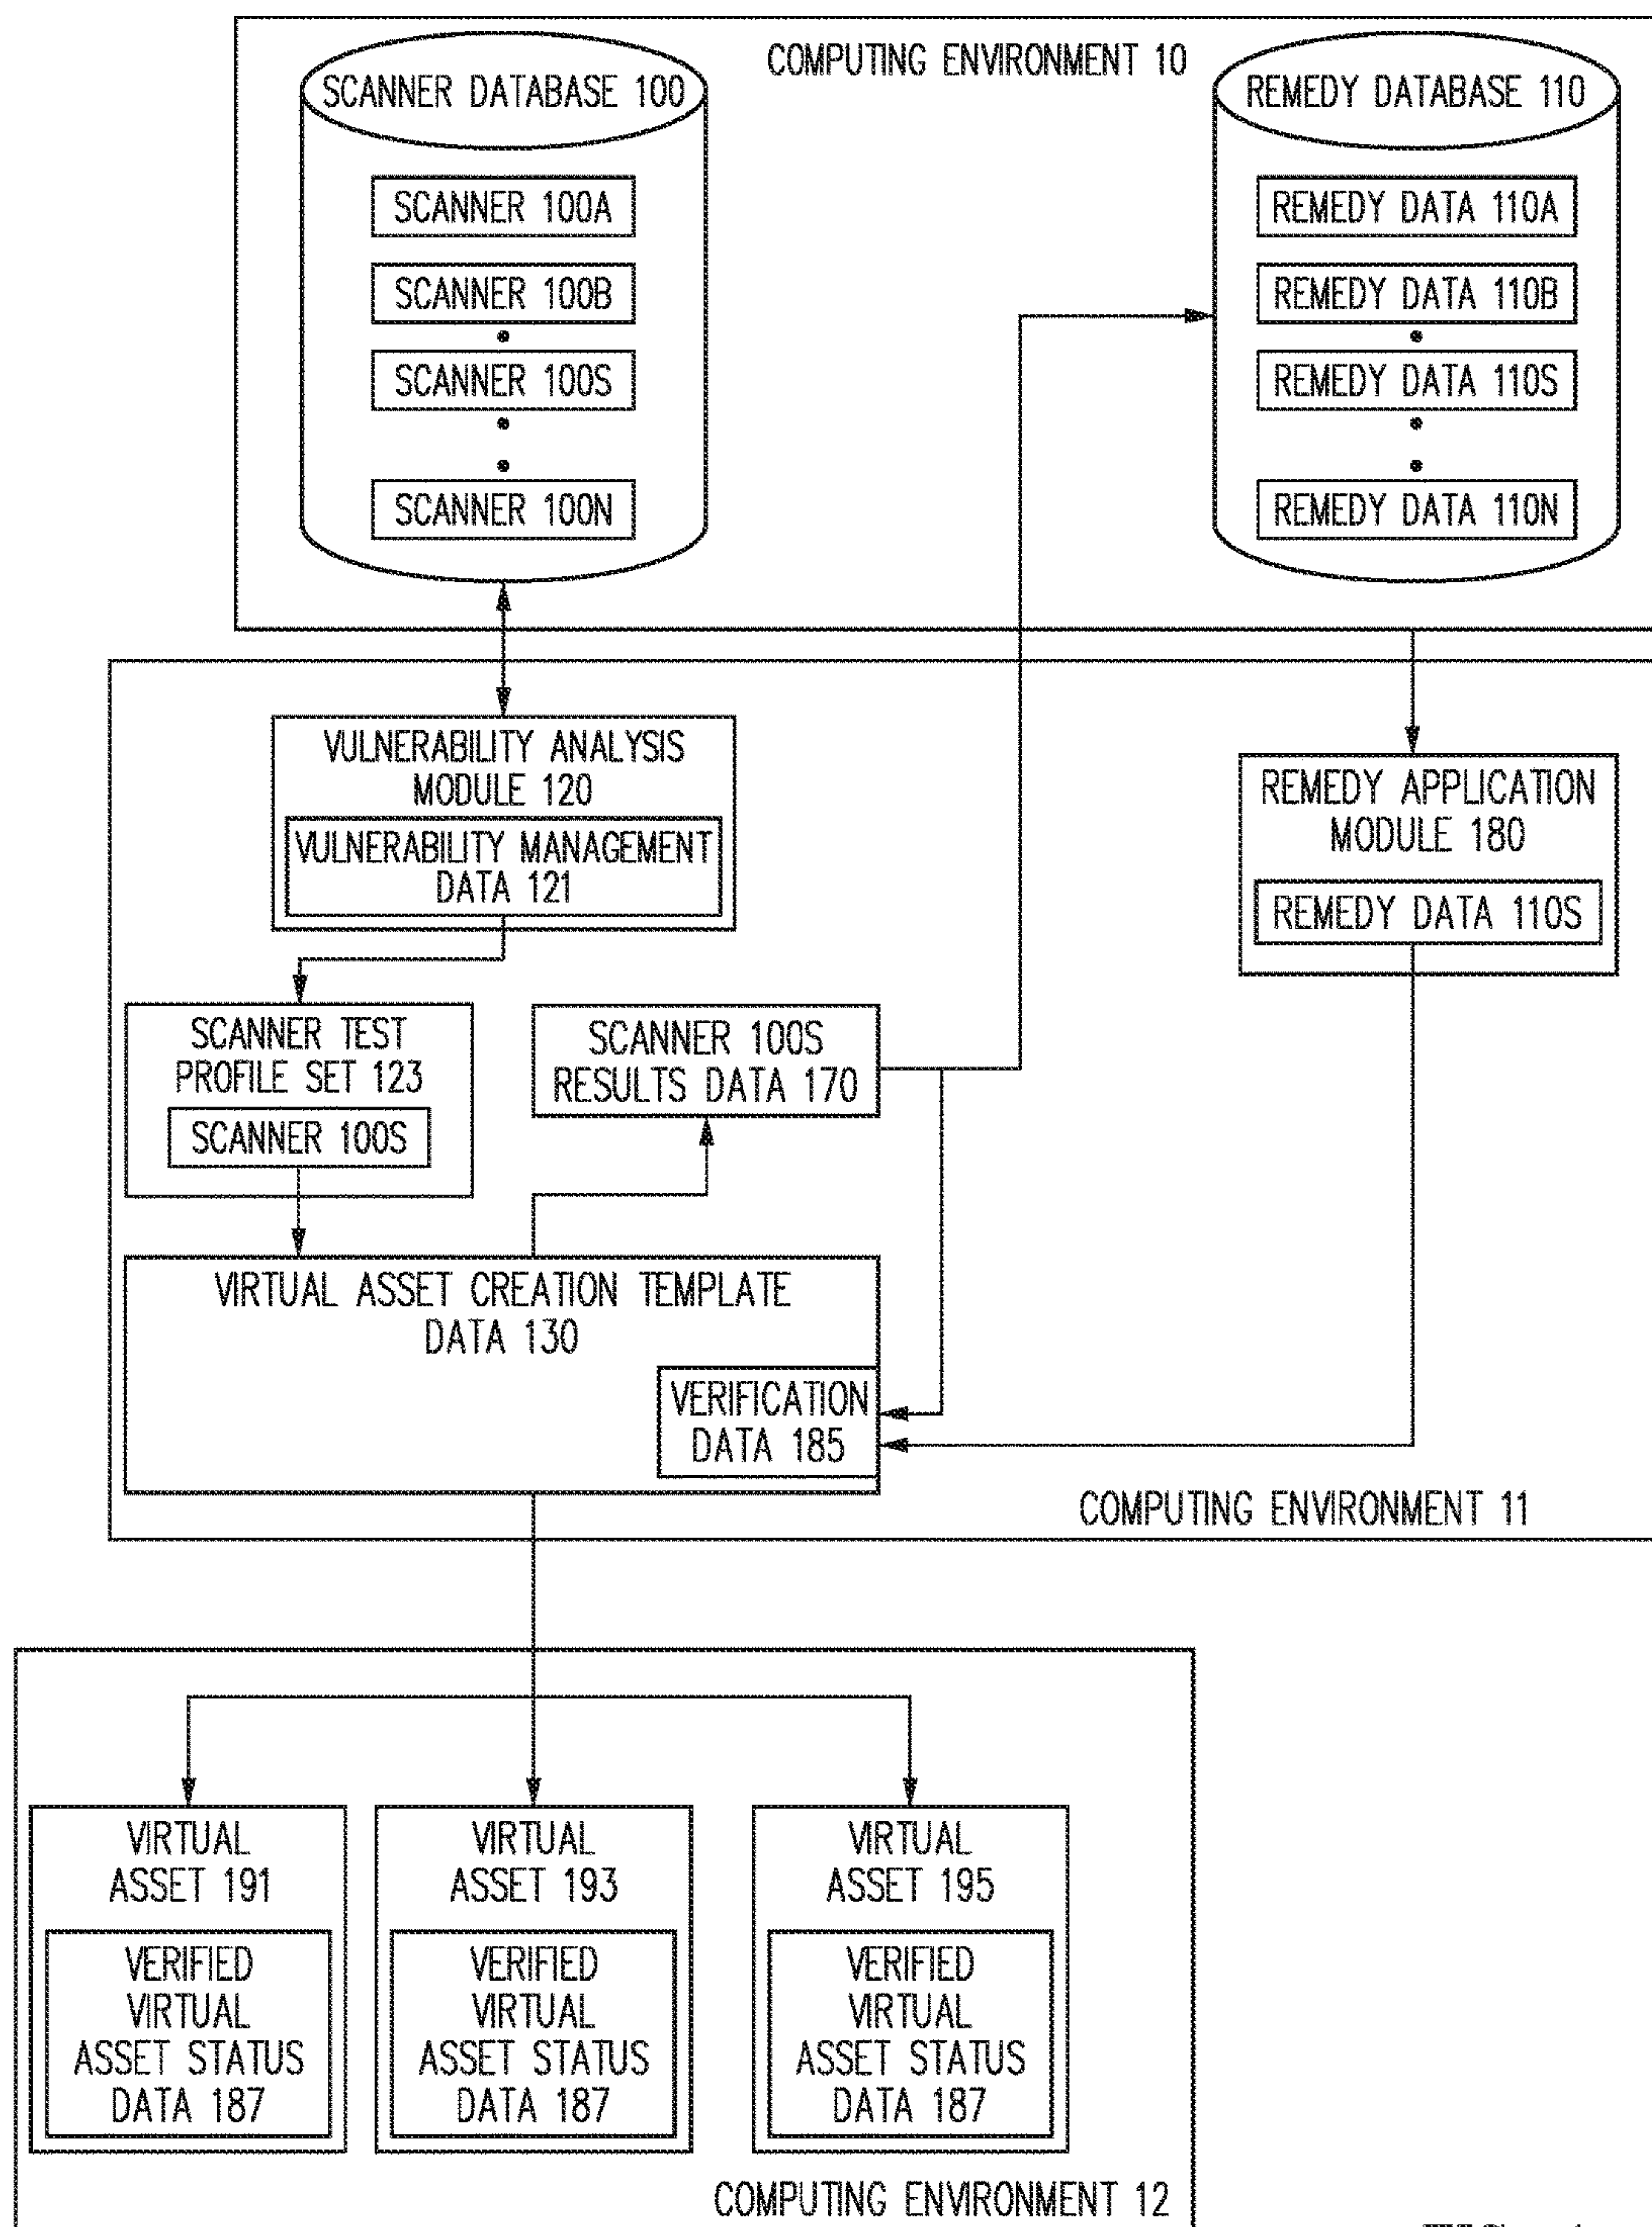 COMPUTING ENVIRONMENT 10
SCANNER DATABASE 100
SCANNER 100A
SCANNER 100B
SCANNER 100S
SCANNER 100N
REMEDY DATABASE 110
REMEDY DATA 110A
REMEDY DATA 110B
REMEDY DATA 110S
REMEDY DATA 110N
VULNERABILITY ANALYSIS
MODULE 120
VULNERABILITY MANAGEMENT
DATA 121
REMEDY APPLICATION
MODULE 180
REMEDY DATA 110S
SCANNER TEST
PROFILE SET 123
SCANNER 100S
SCANNER 100S
RESULTS DATA 170
VIRTUAL ASSET CREATION TEMPLATE
DATA 130
VERIFICATION
DATA 185
COMPUTING ENVIRONMENT 11
VIRTUAL
ASSET 191
VERIFIED
VIRTUAL
ASSET STATUS
DATA 187
VIRTUAL
ASSET 193
VERIFIED
VIRTUAL
ASSET STATUS
DATA 187
VIRTUAL
ASSET 195
VERIFIED
VIRTUAL
ASSET STATUS
DATA 187
COMPUTING ENVIRONMENT 12